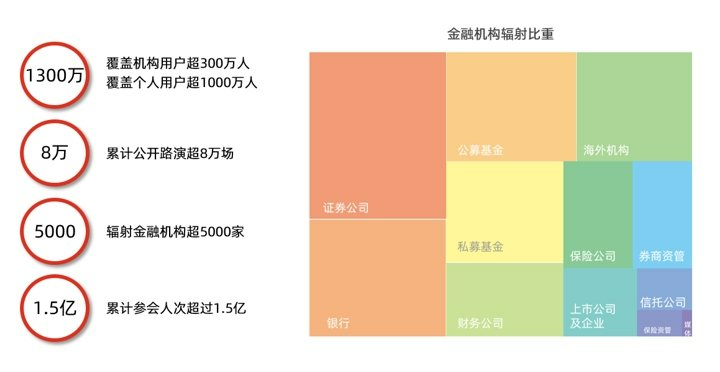 1300万
覆盖机构用户超300万人
覆盖个人用户超1000万人
8万
累计公开路演超8万场
5000
辐射金融机构超5000家
1.5亿
累计参会人次超过1.5亿
金融机构辐射比重
证券公司
公募基金
海外机构
私募基金
保险公司
券商资管
银行
财务公司
上市公司
及企业
信托公司
保险资管
媒体